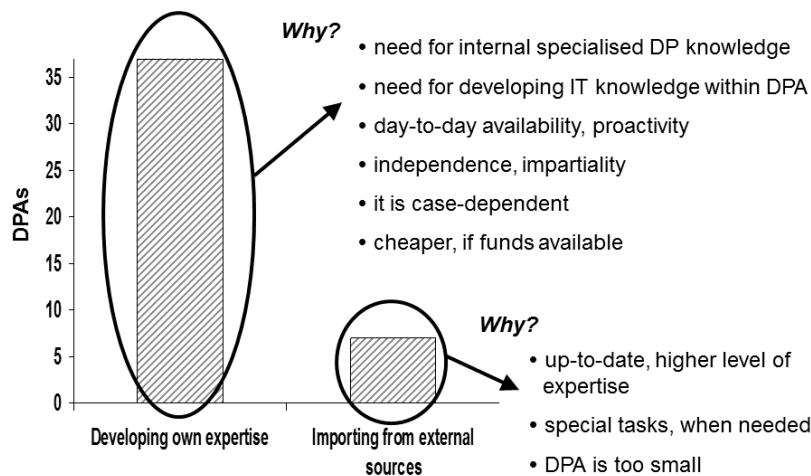 Why?
• need for internal specialised DP knowledge
• need for developing IT knowledge within DPA
• day-to-day availability, proactivity
• independence, impartiality
• it is case-dependent
• cheaper, if funds available
DPAs
35
30
25
20
15
10
5
0
Why?
• up-to-date, higher level of
expertise
• special tasks, when needed
• DPA is too small
Developing own expertise
Importing from external
sources